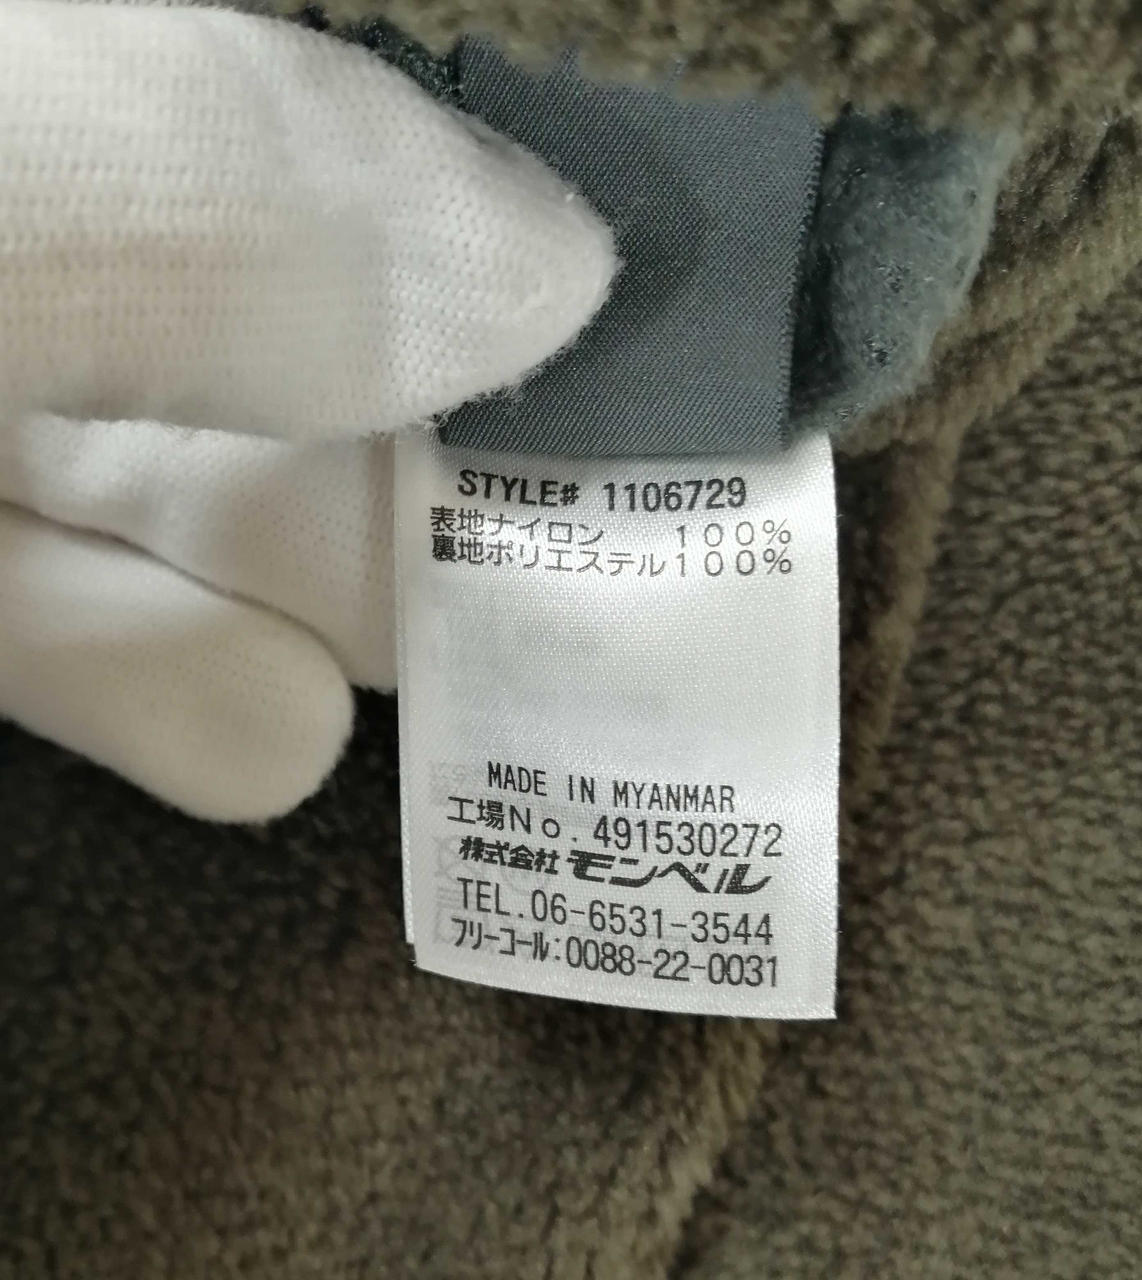 STYLE# 1106729
表地ナイロン 100%
裏地ポリエステル100%
MADE IN MYANMAR
工場No. 491530272
株式会社モンベル
TEL.06-6531-3544
フリーコール:0088-22-0031